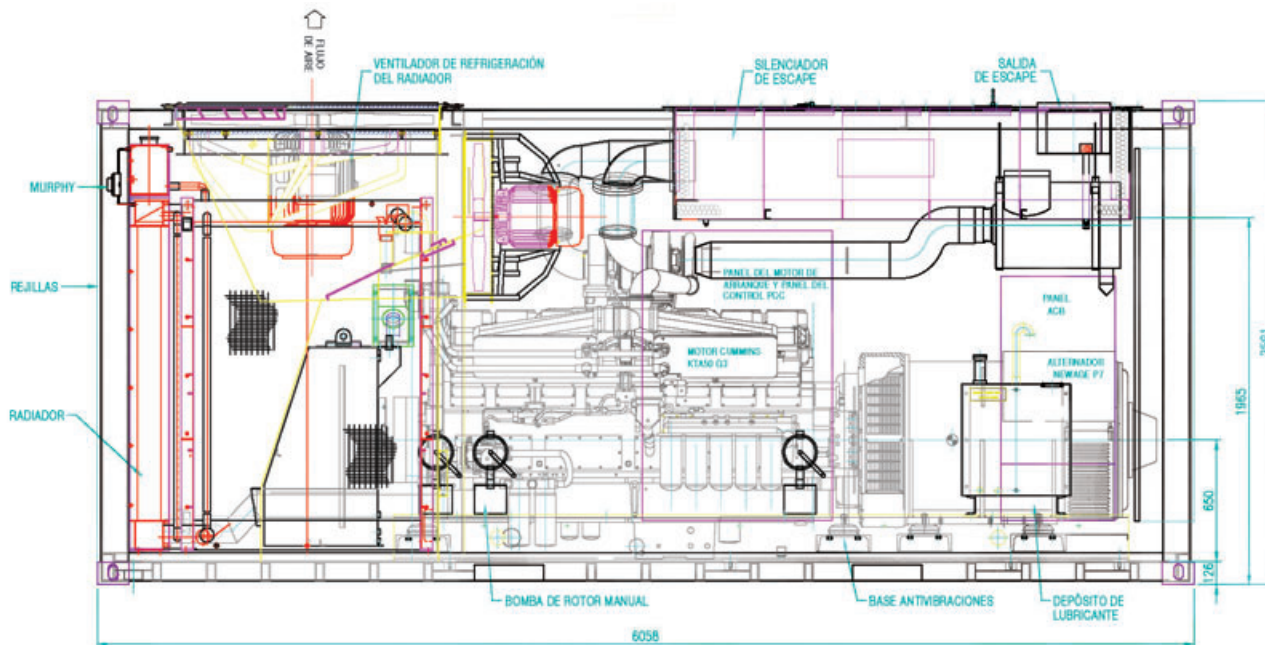 FLUJO
DE AIRE
VENTILADOR DE REFRIGERACIÓN
DEL RADIADOR
SILENCIADOR
DE ESCAPE
SALIDA
DE ESCAPE
MURPHY
REJILLAS
RADIADOR
PANEL DEL MOTOR DE
ARRANQUE Y PANEL DEL
CONTROL PCC
PANEL
ACB
MOTOR CUMMINS
KTA50 G3
ALTERNADOR
NEWAGE P7
1965
650
126
BOMBA DE ROTOR MANUAL
BASE ANTIVIBRACIONES
DEPÓSITO DE
LUBRICANTE
6058